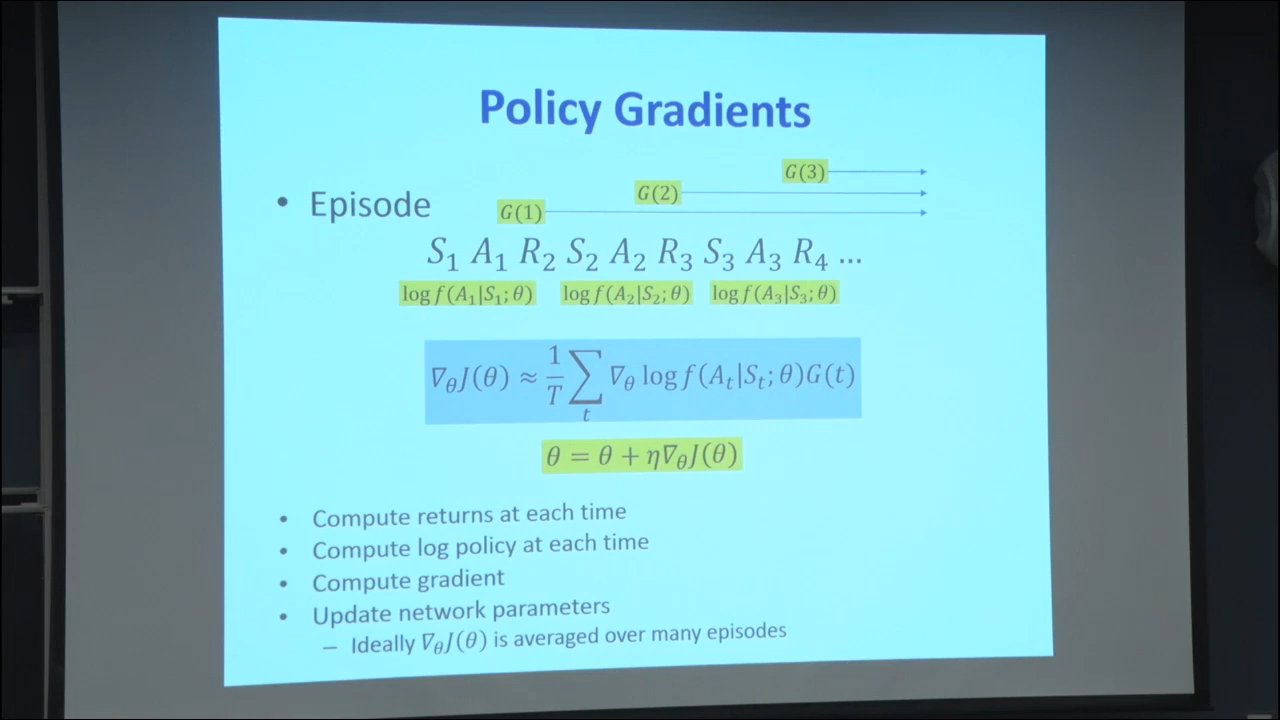 Policy Gradients
G(3)
G(2)
• Episode
G(1)
S₁ A₁ R₂ S₂ A₂ R₃ S₃ A₃ R₄ ...
log f(A₁|S₁; θ) log f(A₂|S₂; θ) log f(A₃|S₃; θ)
∇θJ(θ) ≈ 1/T ∑t ∇θ log f(Aₜ|Sₜ; θ)G(t)
θ = θ + η∇θJ(θ)
• Compute returns at each time
• Compute log policy at each time
• Compute gradient
• Update network parameters
– Ideally ∇θJ(θ) is averaged over many episodes